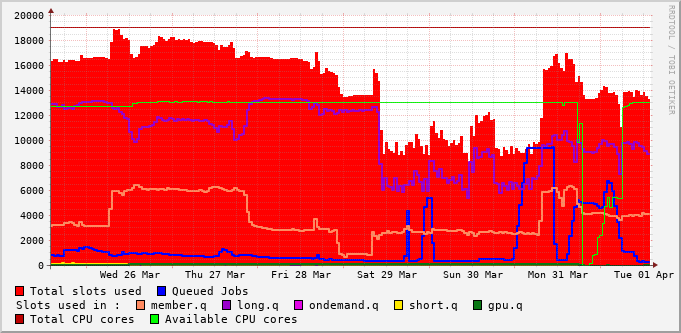 20000
18000
16000
14000
12000
10000
8000
6000
4000
2000
0
Wed 26 Mar Thu 27 Mar Fri 28 Mar Sat 29 Mar Sun 30 Mar Mon 31 Mar Tue 01 Apr
RRDTOOL / TOBI OETIKER
Total slots used Queued Jobs
Slots used in : member.q long.q ondemand.q short.q gpu.q
Total CPU cores Available CPU cores